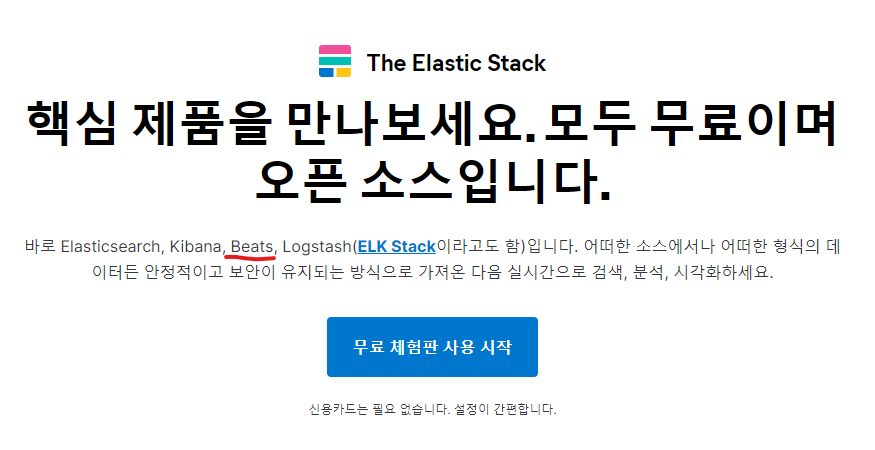 The Elastic Stack
핵심 제품을 만나보세요. 모두 무료이며
오픈 소스입니다.
바로 Elasticsearch, Kibana, Beats, Logstash(ELK Stack이라고도 함)입니다. 어떠한 소스에서나 어떠한 형식의 데
이터든 안정적이고 보안이 유지되는 방식으로 가져온 다음 실시간으로 검색, 분석, 시각화하세요.
무료 체험판 사용 시작
신용카드는 필요 없습니다. 설정이 간편합니다.